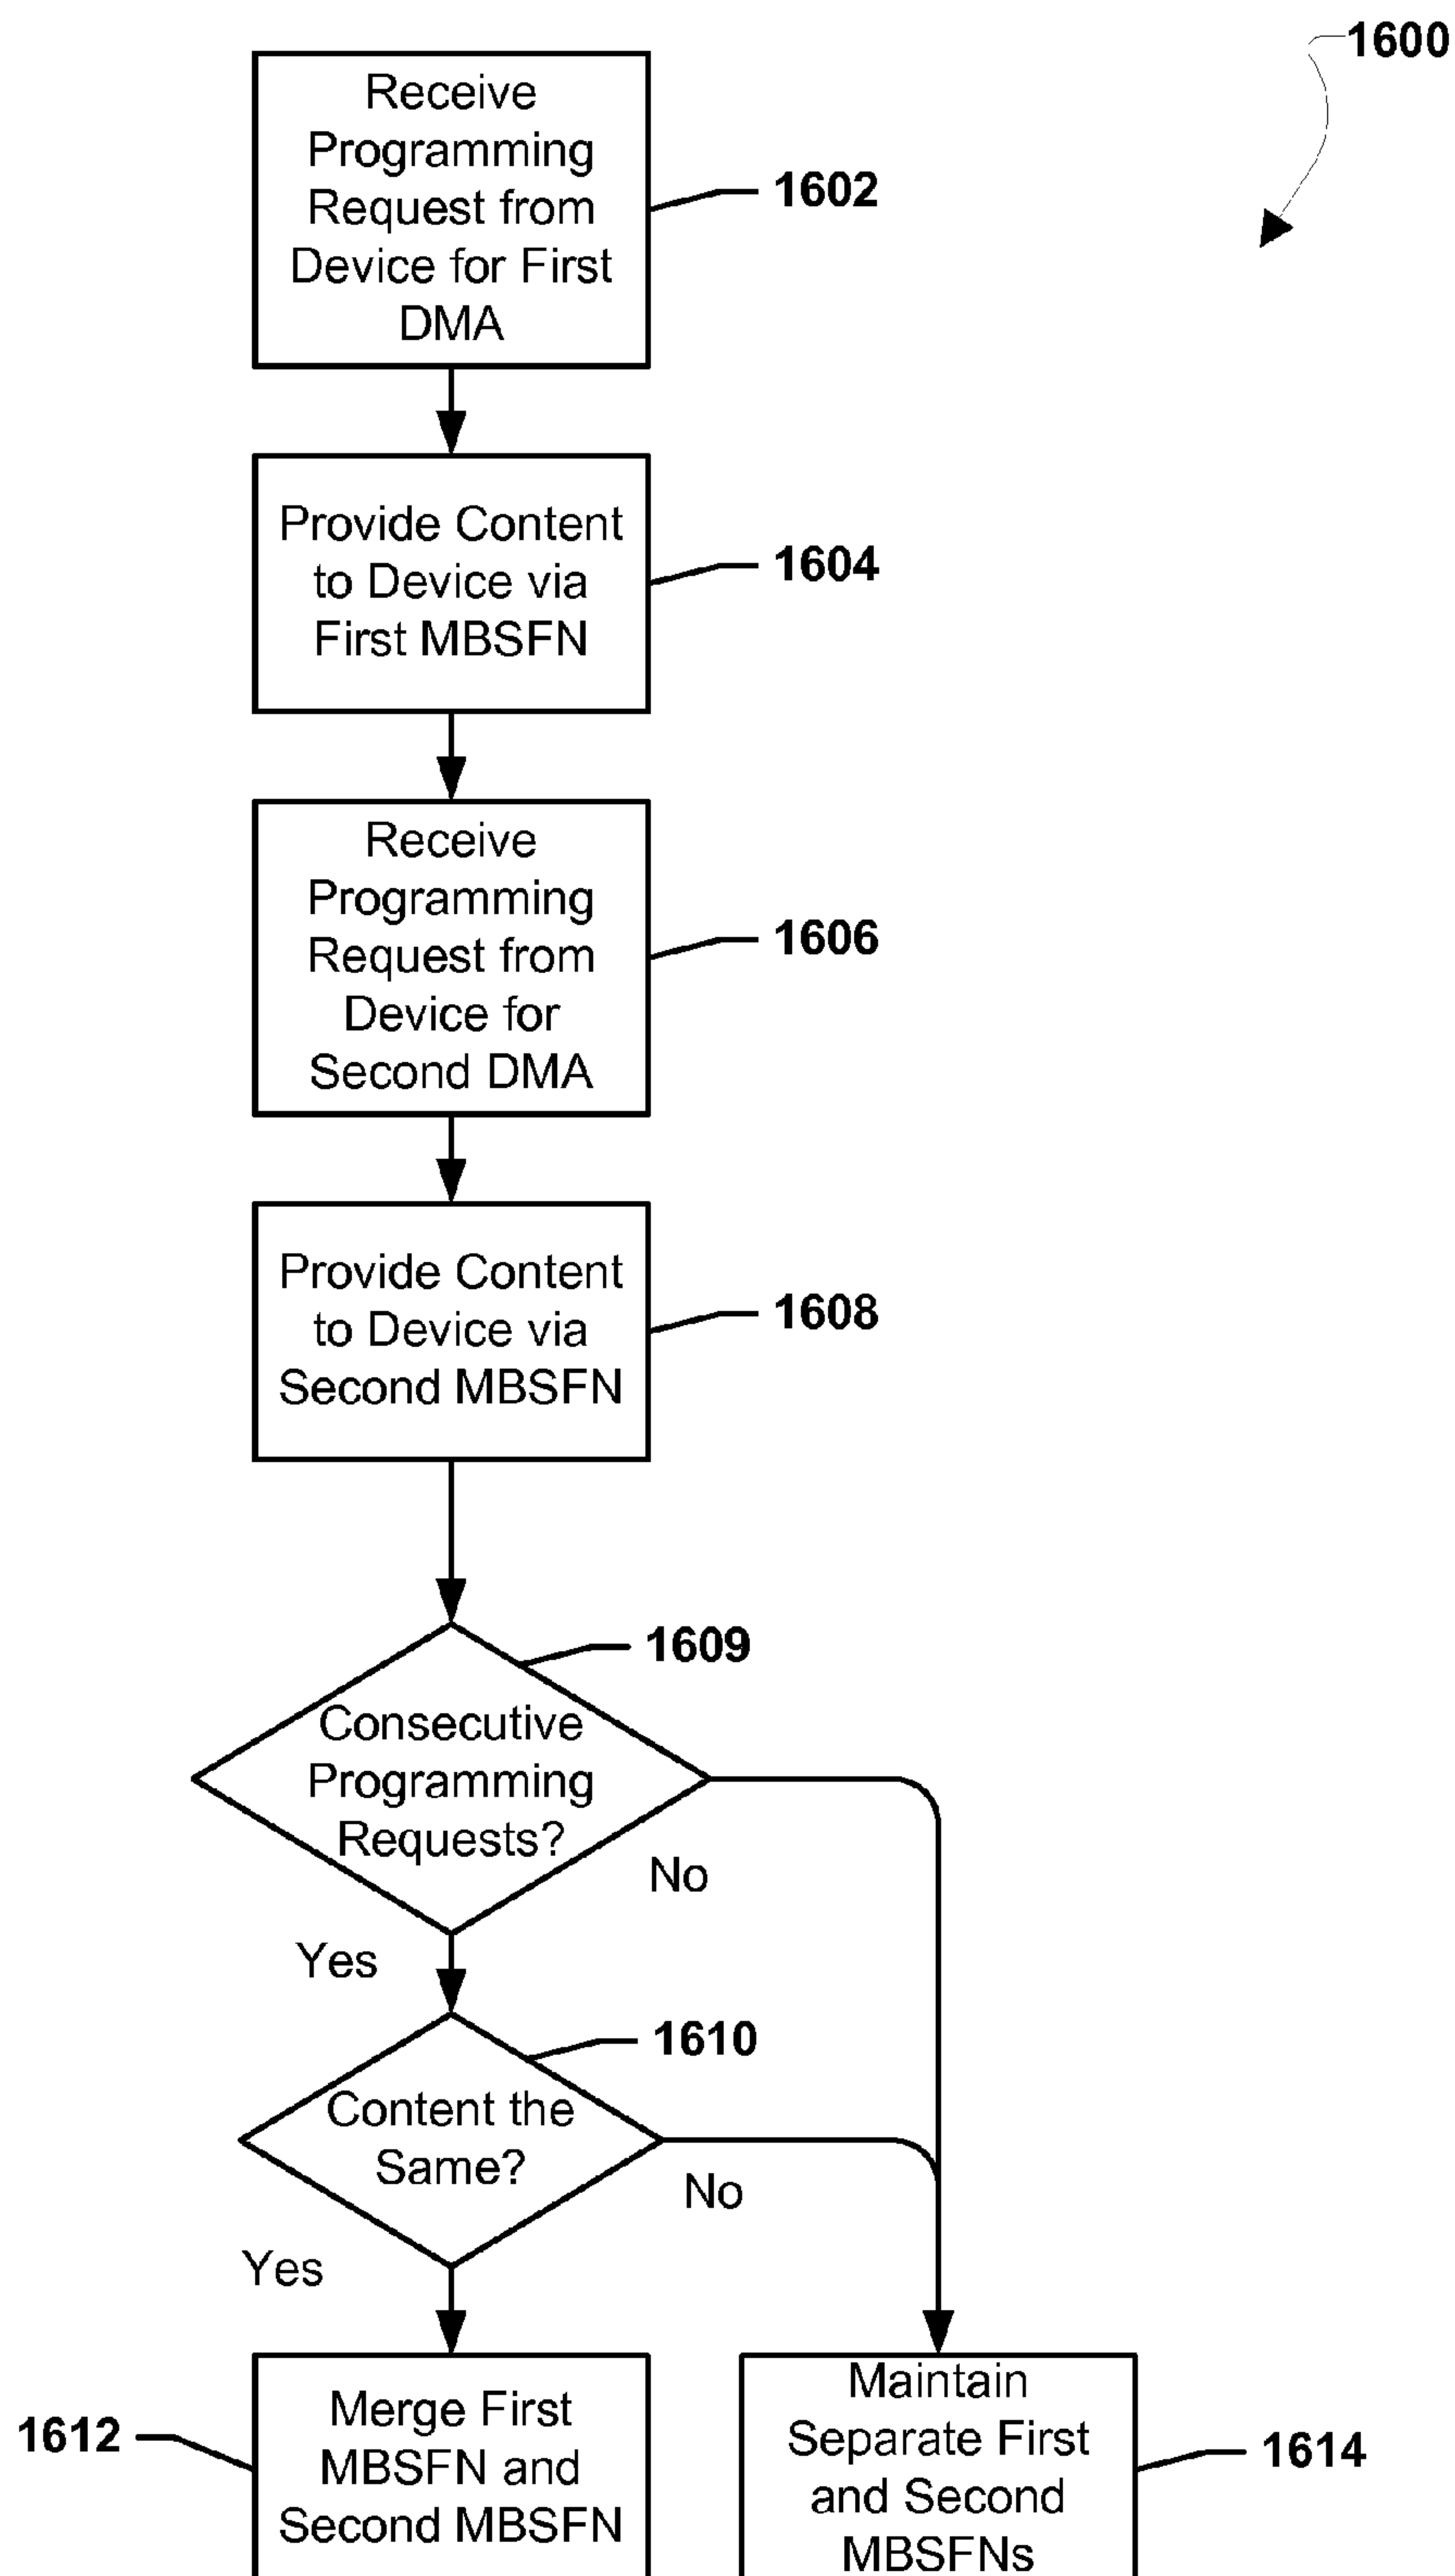 1600
Receive
Programming
Request from
Device for First
DMA
1602
Provide Content
to Device via
First MBSFN
1604
Receive
Programming
Request from
Device for
Second DMA
1606
Provide Content
to Device via
Second MBSFN
1608
1609
Consecutive
Programming
Requests?
No
Yes
1610
Content the
Same?
No
Yes
1612
Merge First
MBSFN and
Second MBSFN
Maintain
Separate First
and Second
MBSFNs
1614